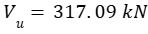 V_u = 317.09 kN